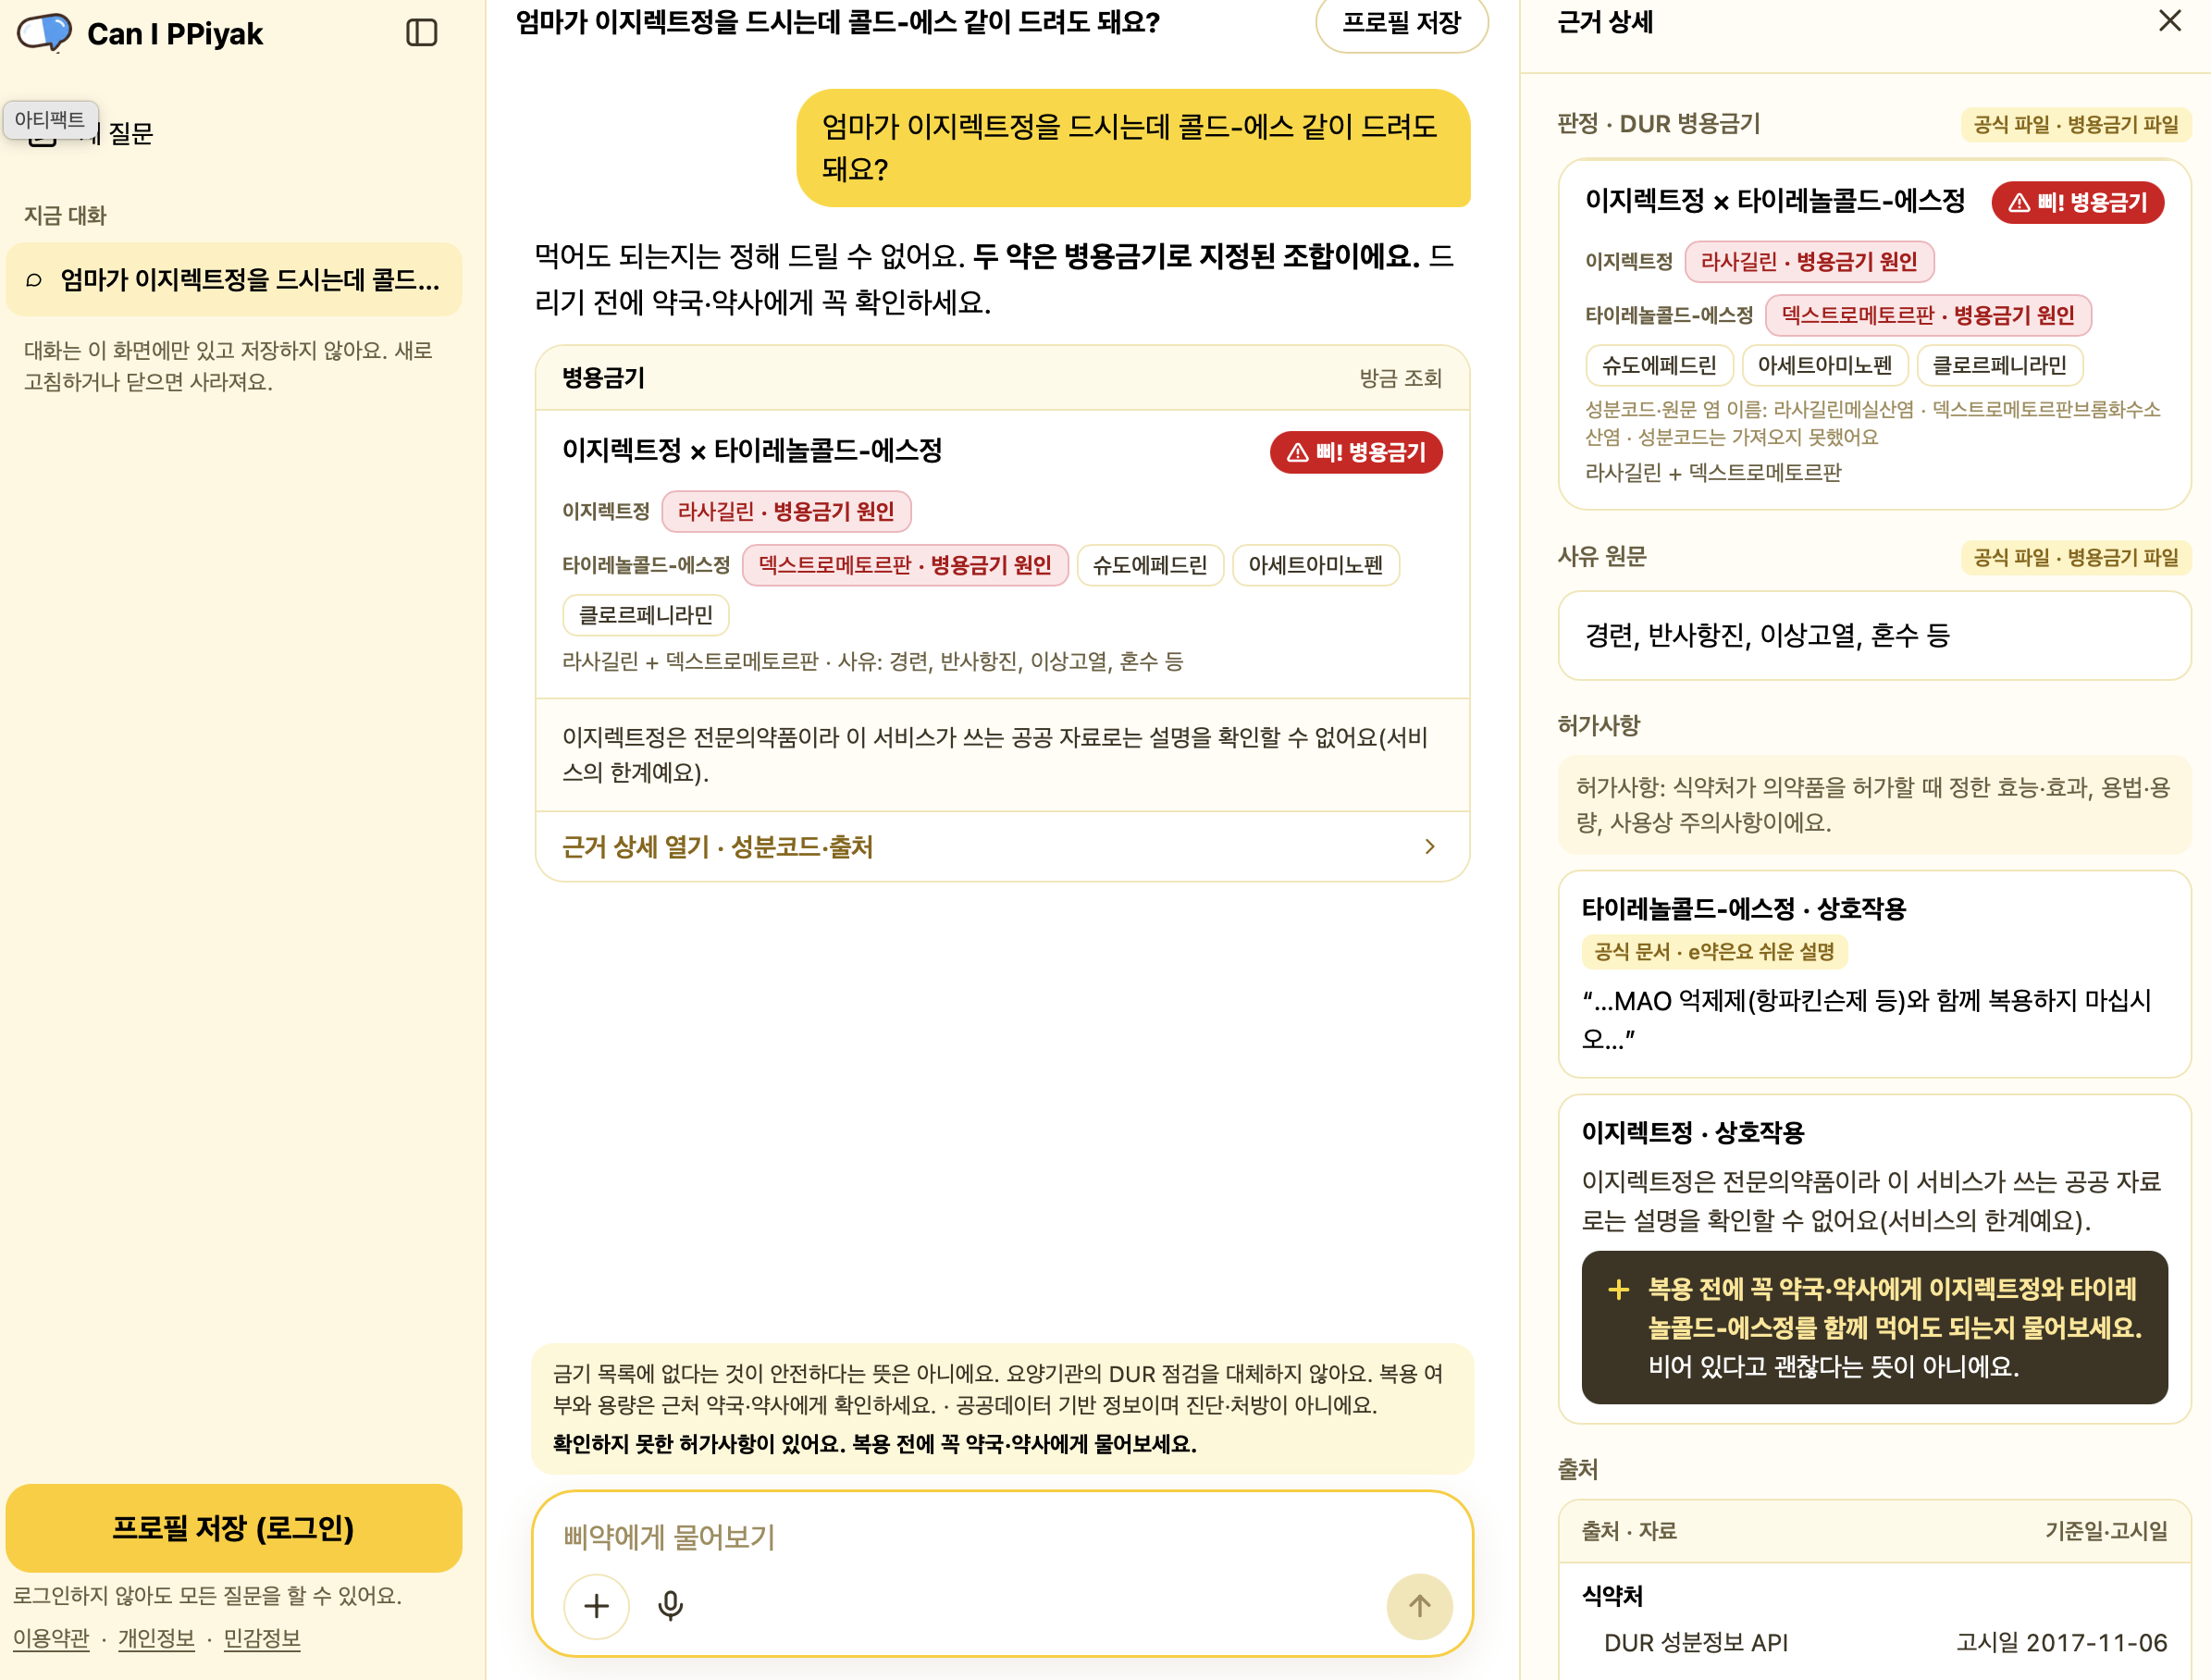 Can I PPiyak
아티팩트
질문
지금 대화
엄마가 이지렉트정을 드시는데 콜드...
대화는 이 화면에만 있고 저장하지 않아요. 새로
고침하거나 닫으면 사라져요.
프로필 저장 (로그인)
로그인하지 않아도 모든 질문을 할 수 있어요.
이용약관 · 개인정보 · 민감정보
엄마가 이지렉트정을 드시는데 콜드-에스 같이 드려도 돼요?
프로필 저장
엄마가 이지렉트정을 드시는데 콜드-에스 같이 드려도
돼요?
먹어도 되는지는 정해 드릴 수 없어요. 두 약은 병용금기로 지정된 조합이에요. 드
리기 전에 약국·약사에게 꼭 확인하세요.
병용금기
방금 조회
이지렉트정 × 타이레놀콜드-에스정
삐! 병용금기
이지렉트정 라사길린 · 병용금기 원인
타이레놀콜드-에스정 덱스트로메토르판 · 병용금기 원인 슈도에페드린 아세트아미노펜
클로르페니라민
라사길린 + 덱스트로메토르판 · 사유: 경련, 반사항진, 이상고열, 혼수 등
이지렉트정은 전문의약품이라 이 서비스가 쓰는 공공 자료로는 설명을 확인할 수 없어요(서비
스의 한계예요).
근거 상세 열기 · 성분코드·출처
금기 목록에 없다는 것이 안전하다는 뜻은 아니에요. 요양기관의 DUR 점검을 대체하지 않아요. 복용 여
부와 용량은 근처 약국·약사에게 확인하세요. · 공공데이터 기반 정보이며 진단·처방이 아니에요.
확인하지 못한 허가사항이 있어요. 복용 전에 꼭 약국·약사에게 물어보세요.
삐약에게 물어보기
근거 상세
판정 · DUR 병용금기
공식 파일 · 병용금기 파일
이지렉트정 × 타이레놀콜드-에스정
삐! 병용금기
이지렉트정 라사길린 · 병용금기 원인
타이레놀콜드-에스정 덱스트로메토르판 · 병용금기 원인
슈도에페드린 아세트아미노펜 클로르페니라민
성분코드·원문 염 이름: 라사길린메실산염 · 덱스트로메토르판브롬화수소
산염 · 성분코드는 가져오지 못했어요
라사길린 + 덱스트로메토르판
사유 원문
공식 파일 · 병용금기 파일
경련, 반사항진, 이상고열, 혼수 등
허가사항
허가사항: 식약처가 의약품을 허가할 때 정한 효능·효과, 용법·용
량, 사용상 주의사항이에요.
타이레놀콜드-에스정 · 상호작용
공식 문서 · e약은요 쉬운 설명
“...MAO 억제제(항파킨슨제 등)와 함께 복용하지 마십시
오...”
이지렉트정 · 상호작용
이지렉트정은 전문의약품이라 이 서비스가 쓰는 공공 자료
로는 설명을 확인할 수 없어요(서비스의 한계예요).
복용 전에 꼭 약국·약사에게 이지렉트정와 타이레
놀콜드-에스정를 함께 먹어도 되는지 물어보세요.
비어 있다고 괜찮다는 뜻이 아니에요.
출처
출처 · 자료
기준일·고시일
식약처
DUR 성분정보 API
고시일 2017-11-06